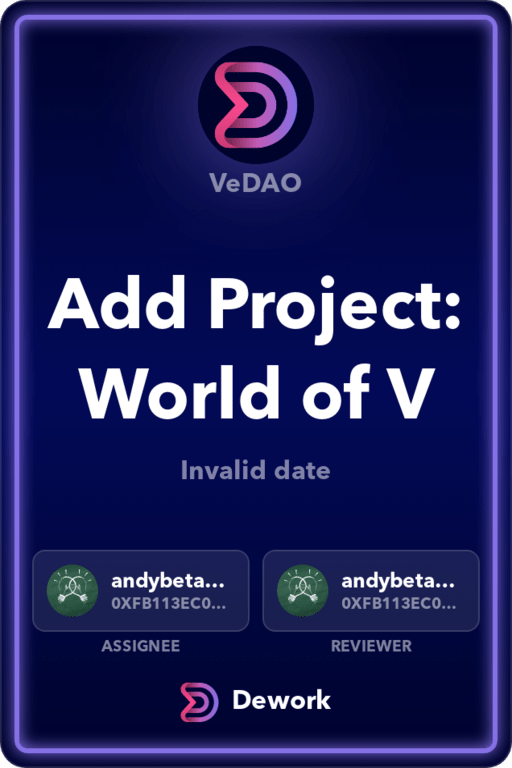 VeDAO
Add Project:
World of V
Invalid date
andybeta...
0XFB113EC0...
ASSIGNEE
andybeta...
0XFB113EC0...
REVIEWER
Dework